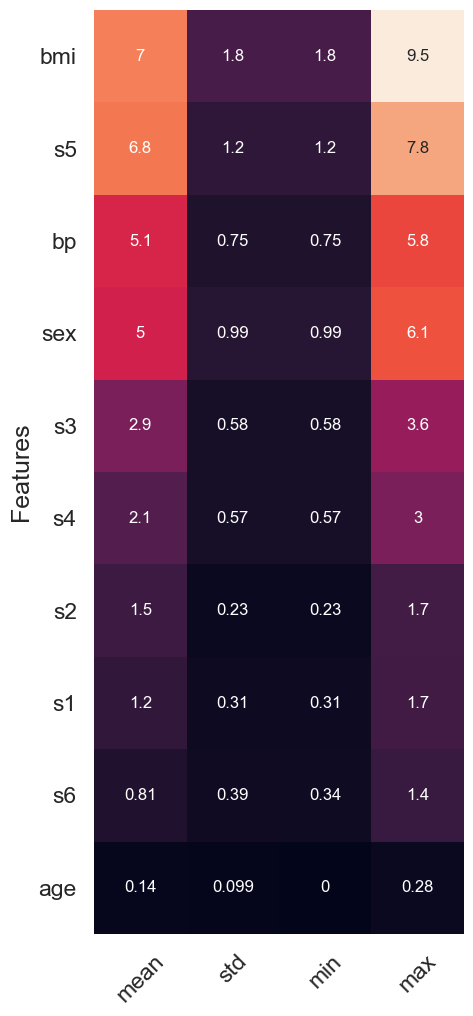 Features
bmi 7 1.8 1.8 9.5
s5 6.8 1.2 1.2 7.8
bp 5.1 0.75 0.75 5.8
sex 5 0.99 0.99 6.1
s3 2.9 0.58 0.58 3.6
s4 2.1 0.57 0.57 3
s2 1.5 0.23 0.23 1.7
s1 1.2 0.31 0.31 1.7
s6 0.81 0.39 0.34 1.4
age 0.14 0.099 0 0.28
mean std min max